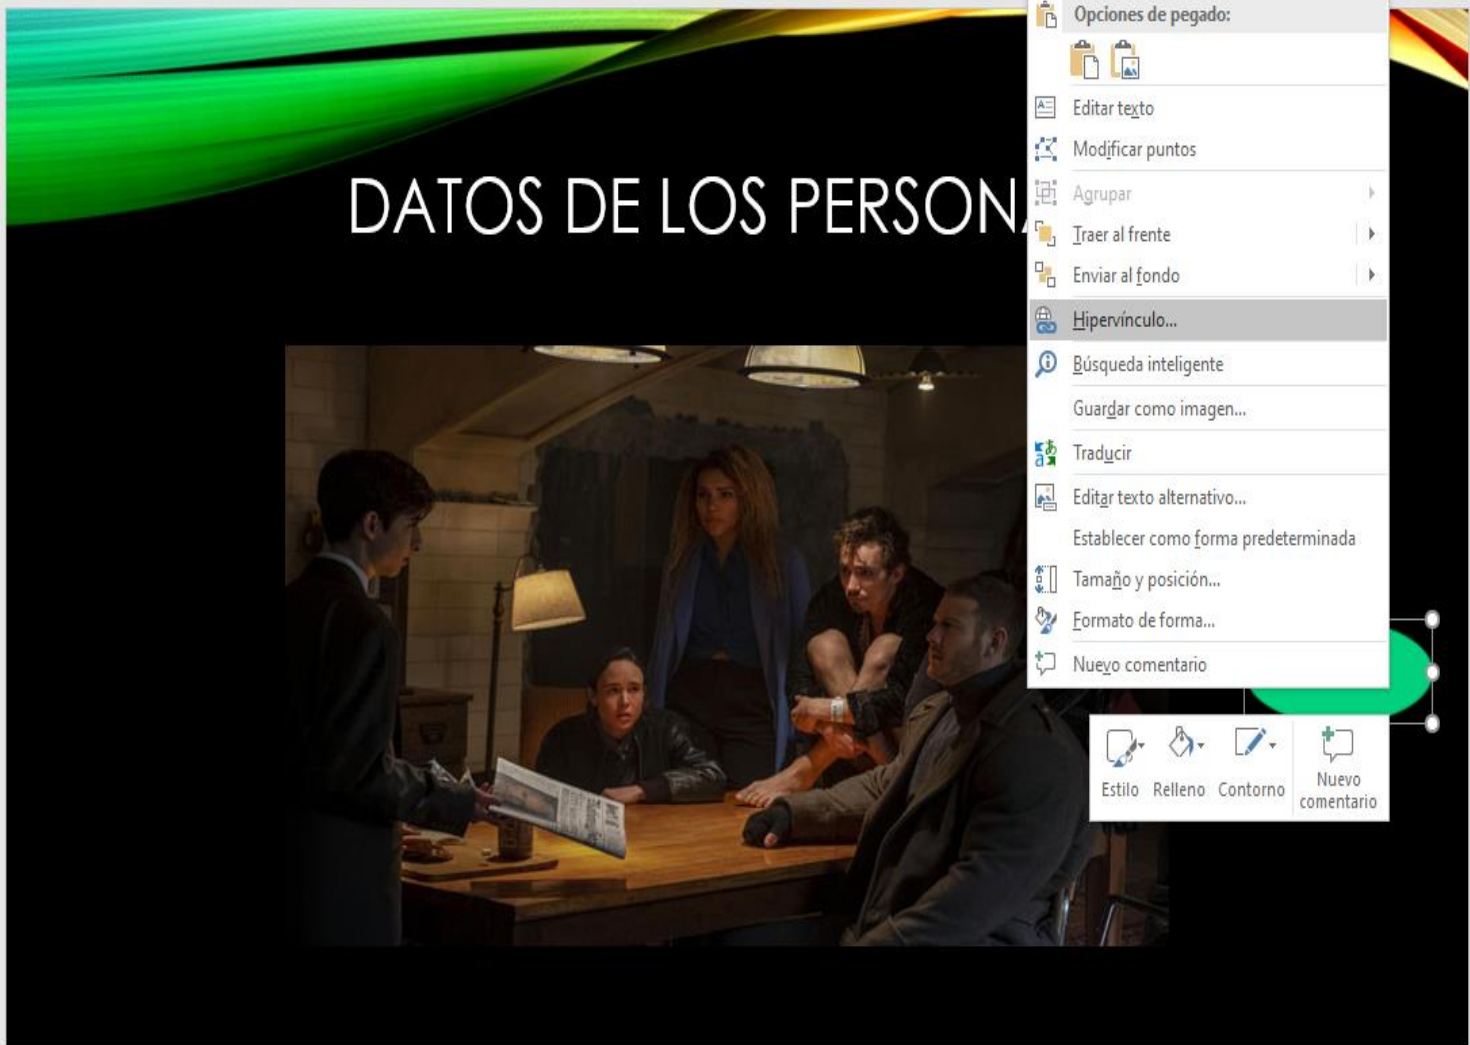 Opciones de pegado:
Editar texto
Modificar puntos
DATOS DE LOS PERSONA
Agrupar
Traer al frente
Enviar al fondo
Hipervínculo...
Búsqueda inteligente
Guardar como imagen...
Traducir
Editar texto alternativo...
Establecer como forma predeterminada
Tamaño y posición...
Formato de forma...
Nuevo comentario
Estilo Relleno Contorno Nuevo comentario